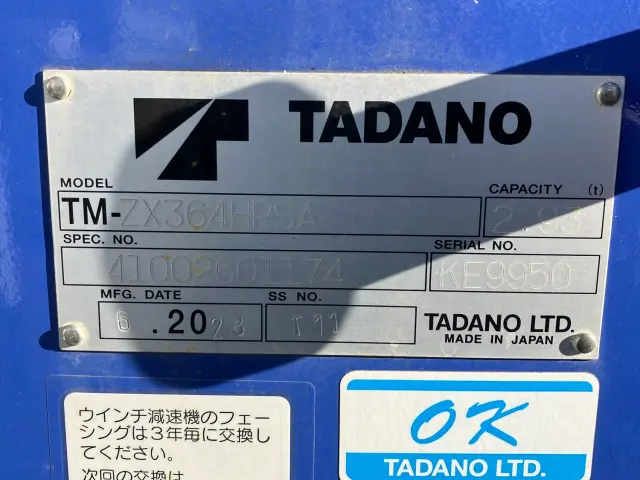 TADANO
MODEL CAPACITY (t)
TM-ZX364HRSA 2.93
SPEC. NO. SERIAL NO.
KE9950
MFG. DATE SS NO.
6 .2023 T11
TADANO LTD.
MADE IN JAPAN
ウインチ減速機のフェー
シングは3年毎に交換し
てください。
次回の交換は
OK
TADANO LTD.